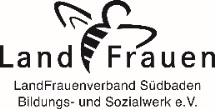 Land Frauen
LandFrauenverband Südbaden
Bildungs- und Sozialwerk e.V.